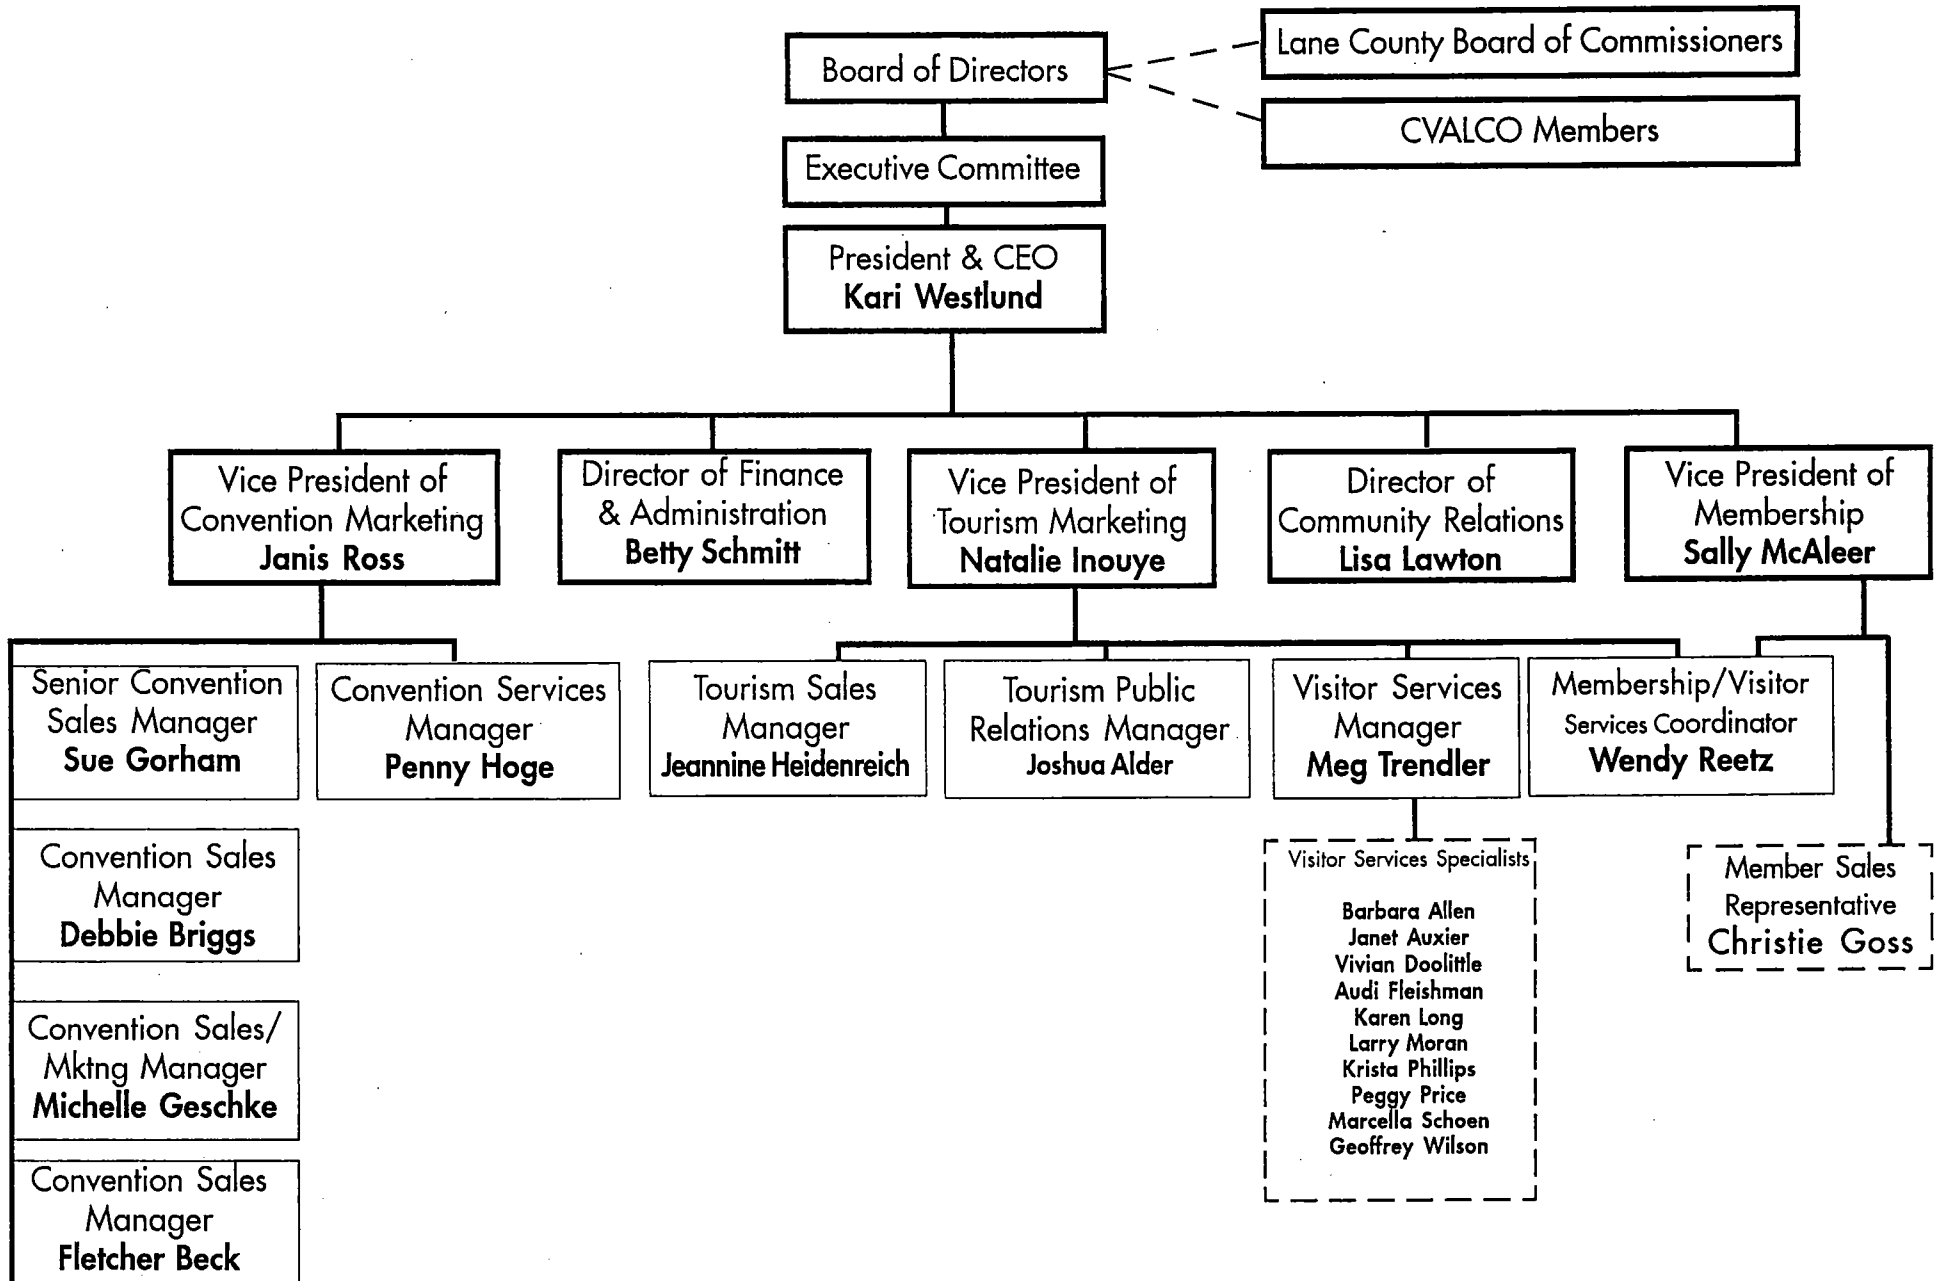 Board of Directors
Lane County Board of Commissioners
CVALCO Members
Executive Committee
President & CEO
Kari Westlund
Vice President of
Convention Marketing
Janis Ross
Director of Finance
& Administration
Betty Schmitt
Vice President of
Tourism Marketing
Natalie Inouye
Director of
Community Relations
Lisa Lawton
Vice President of
Membership
Sally McAleer
Senior Convention
Sales Manager
Sue Gorham
Convention Services
Manager
Penny Hoge
Tourism Sales
Manager
Jeannine Heidenreich
Tourism Public
Relations Manager
Joshua Alder
Visitor Services
Manager
Meg Trendler
Membership/Visitor
Services Coordinator
Wendy Reetz
Convention Sales
Manager
Debbie Briggs
Visitor Services Specialists
Barbara Allen
Janet Auxier
Vivian Doolittle
Audi Fleishman
Karen Long
Larry Moran
Krista Phillips
Peggy Price
Marcella Schoen
Geoffrey Wilson
Member Sales
Representative
Christie Goss
Convention Sales/
Mktng Manager
Michelle Geschke
Convention Sales
Manager
Fletcher Beck